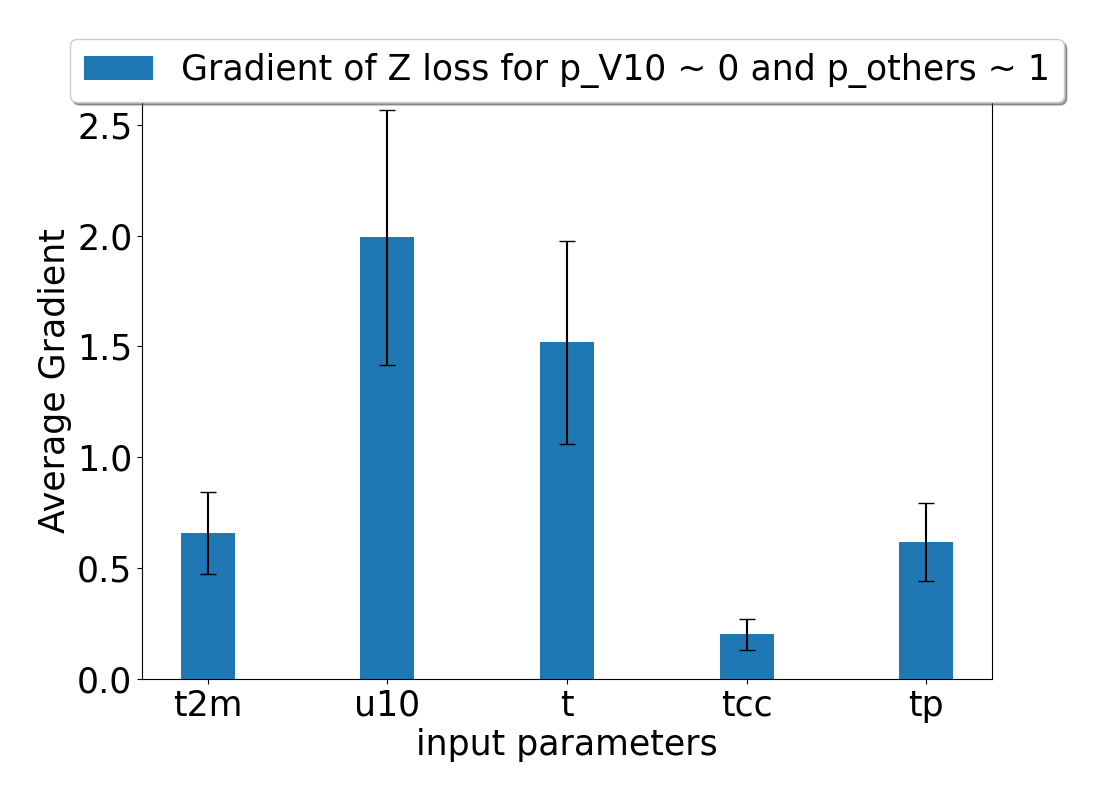 Gradient of Z loss for p_V10 ~ 0 and p_others ~ 1
2.5
2.0
1.5
1.0
0.5
0.0
Average Gradient
t2m u10 t tcc tp
input parameters